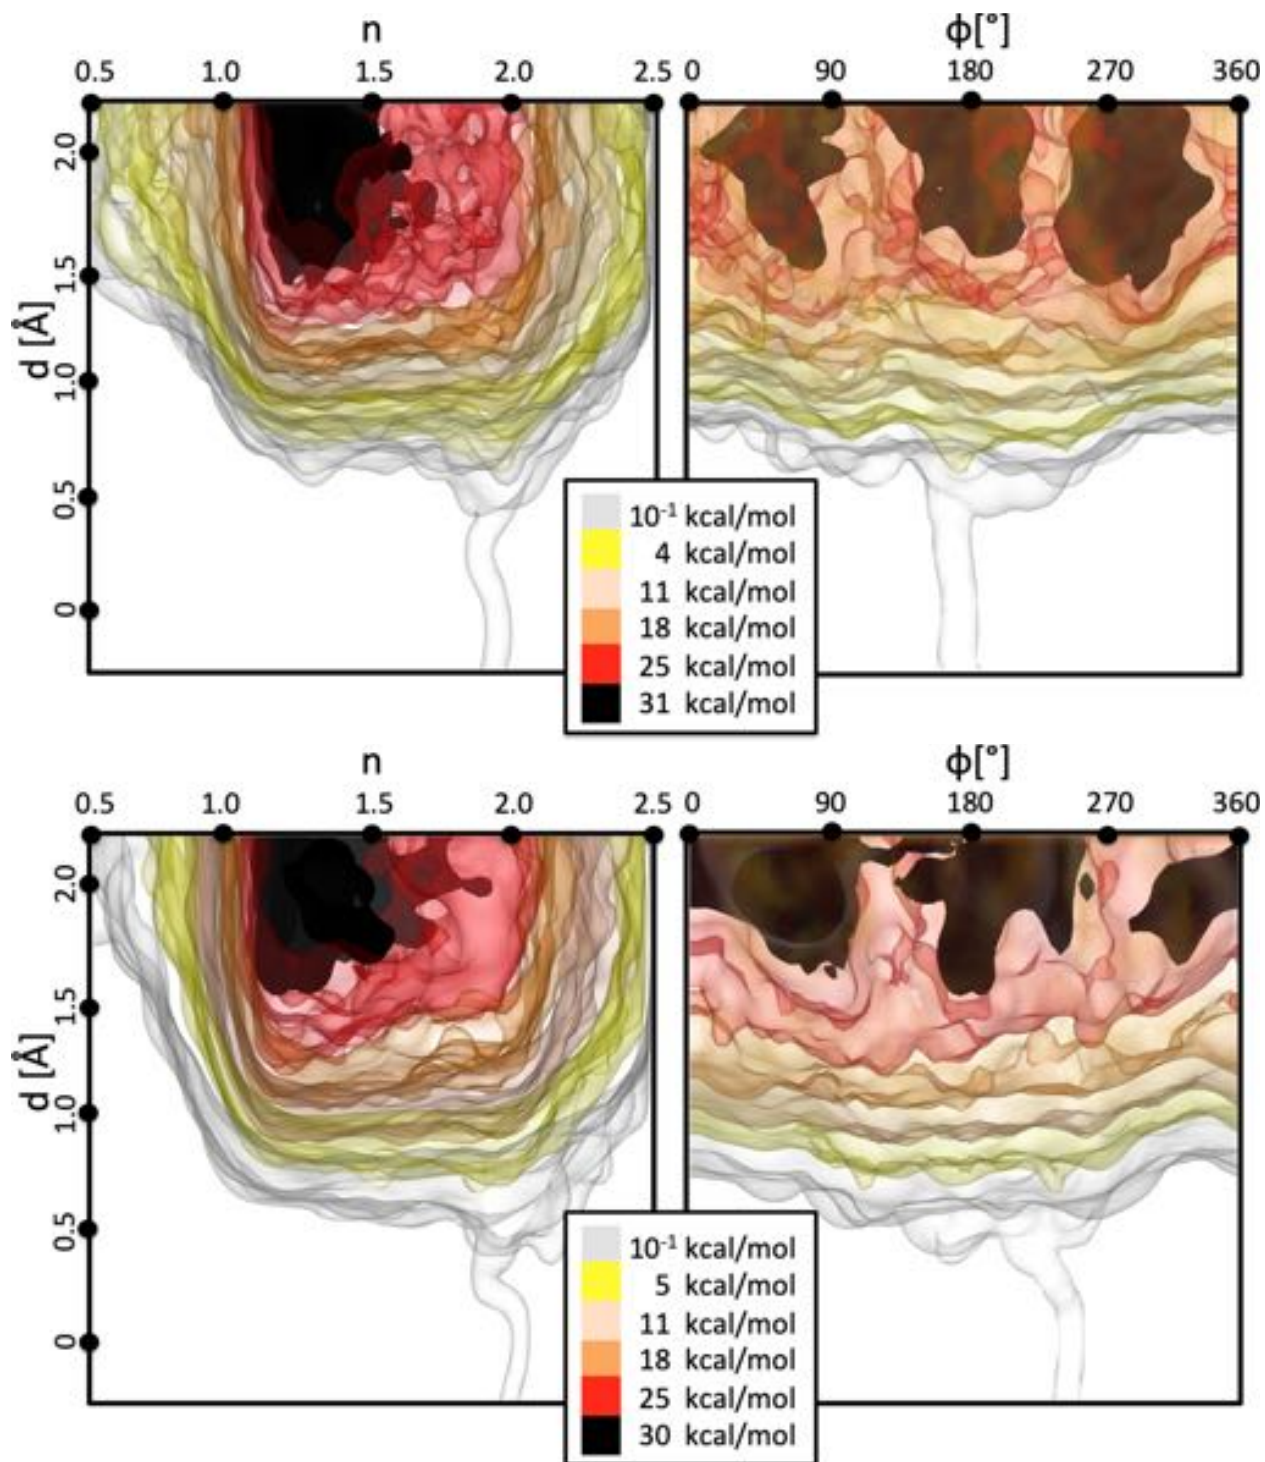 n
ϕ[°]
0.5 1.0 1.5 2.0 2.5
0 90 180 270 360
2.0
1.5
1.0
0.5
0
d [Å]
10⁻¹ kcal/mol
4 kcal/mol
11 kcal/mol
18 kcal/mol
25 kcal/mol
31 kcal/mol
n
ϕ[°]
0.5 1.0 1.5 2.0 2.5
0 90 180 270 360
2.0
1.5
1.0
0.5
0
d [Å]
10⁻¹ kcal/mol
5 kcal/mol
11 kcal/mol
18 kcal/mol
25 kcal/mol
30 kcal/mol